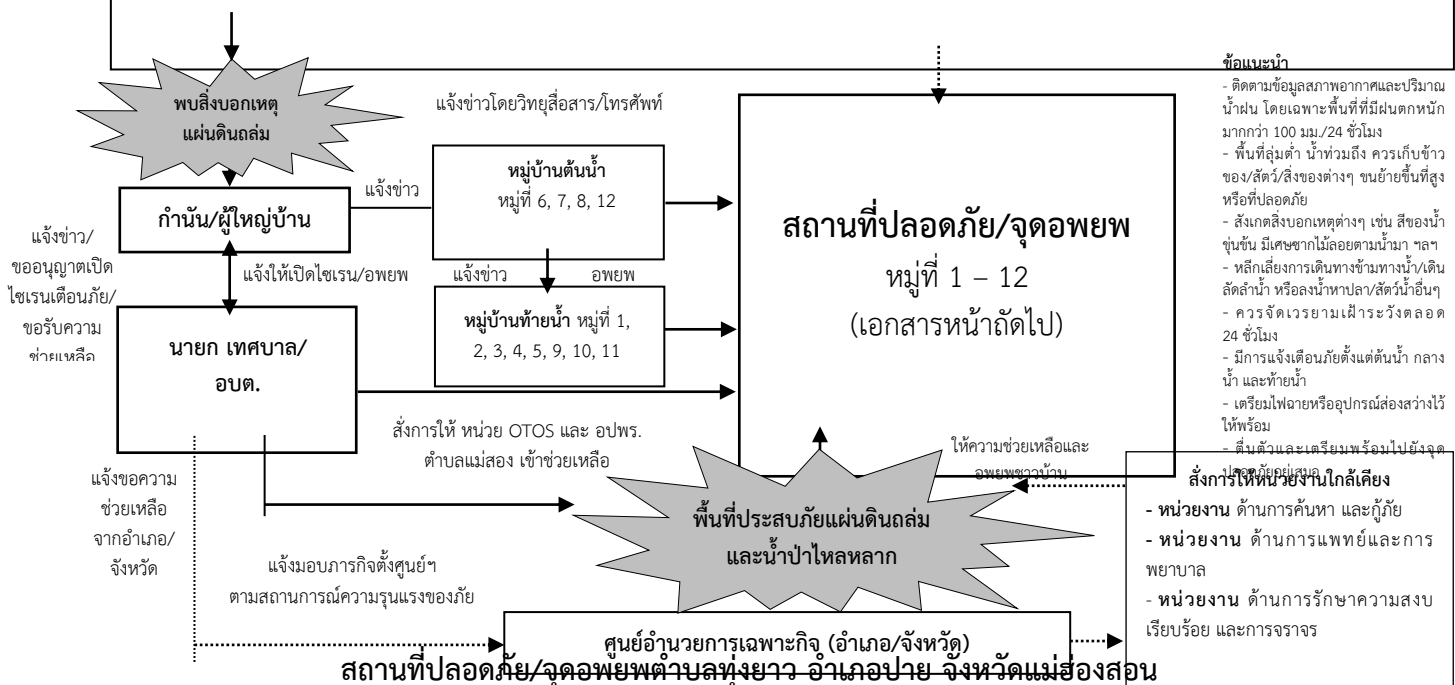 พบสิ่งบอกเหตุ
แผ่นดินถล่ม
แจ้งข่าวโดยวิทยุสื่อสาร/โทรศัพท์
กำนัน/ผู้ใหญ่บ้าน
แจ้งข่าว
หมู่บ้านต้นน้ำ
หมู่ที่ 6, 7, 8, 12
แจ้งข่าว/
ขออนุญาตเปิด
ไซเรนเตือนภัย/
ขอรับความ
ช่วยเหลือ
แจ้งให้เปิดไซเรน/อพยพ
แจ้งข่าว
อพยพ
หมู่บ้านท้ายน้ำ หมู่ที่ 1,
2, 3, 4, 5, 9, 10, 11
นายก เทศบาล/
อบต.
สถานที่ปลอดภัย/จุดอพยพ
หมู่ที่ 1 – 12
(เอกสารหน้าถัดไป)
ข้อแนะนำ
- ติดตามข้อมูลสภาพอากาศและปริมาณ
น้ำฝน โดยเฉพาะพื้นที่ที่มีฝนตกหนัก
มากกว่า 100 มม./24 ชั่วโมง
- พื้นที่ลุ่มต่ำ น้ำท่วมถึง ควรเก็บข้าว
ของ/สัตว์/สิ่งของต่างๆ ขนย้ายขึ้นที่สูง
หรือที่ปลอดภัย
- สังเกตสิ่งบอกเหตุต่างๆ เช่น สีของน้ำ
ขุ่นข้น มีเศษซากไม้ลอยตามน้ำมา ฯลฯ
- หลีกเลี่ยงการเดินทางข้ามทางน้ำ/เดิน
ลัดลำน้ำ หรือลงน้ำหาปลา/สัตว์น้ำอื่นๆ
- ควรจัดเวรยามเฝ้าระวังตลอด
24 ชั่วโมง
- มีการแจ้งเตือนภัยตั้งแต่ต้นน้ำ กลาง
น้ำ และท้ายน้ำ
- เตรียมไฟฉายหรืออุปกรณ์ส่องสว่างไว้
ให้พร้อม
- ตื่นตัวและเตรียมพร้อมไปยังจุด
ปลอดภัยอยู่เสมอ
สั่งการให้ หน่วย OTOS และ อปพร.
ตำบลแม่สอง เข้าช่วยเหลือ
ให้ความช่วยเหลือและ
อพยพชาวบ้าน
แจ้งขอความ
ช่วยเหลือ
จากอำเภอ/
จังหวัด
พื้นที่ประสบภัยแผ่นดินถล่ม
และน้ำป่าไหลหลาก
แจ้งมอบภารกิจตั้งศูนย์ฯ
ตามสถานการณ์ความรุนแรงของภัย
สั่งการให้หน่วยงานใกล้เคียง
- หน่วยงาน ด้านการค้นหา และกู้ภัย
- หน่วยงาน ด้านการแพทย์และการ
พยาบาล
- หน่วยงาน ด้านการรักษาความสงบ
เรียบร้อย และการจราจร
ศูนย์อำนวยการเฉพาะกิจ (อำเภอ/จังหวัด)
สถานที่ปลอดภัย/จุดอพยพตำบลทุ่งยาว อำเภอปาย จังหวัดแม่ฮ่องสอน